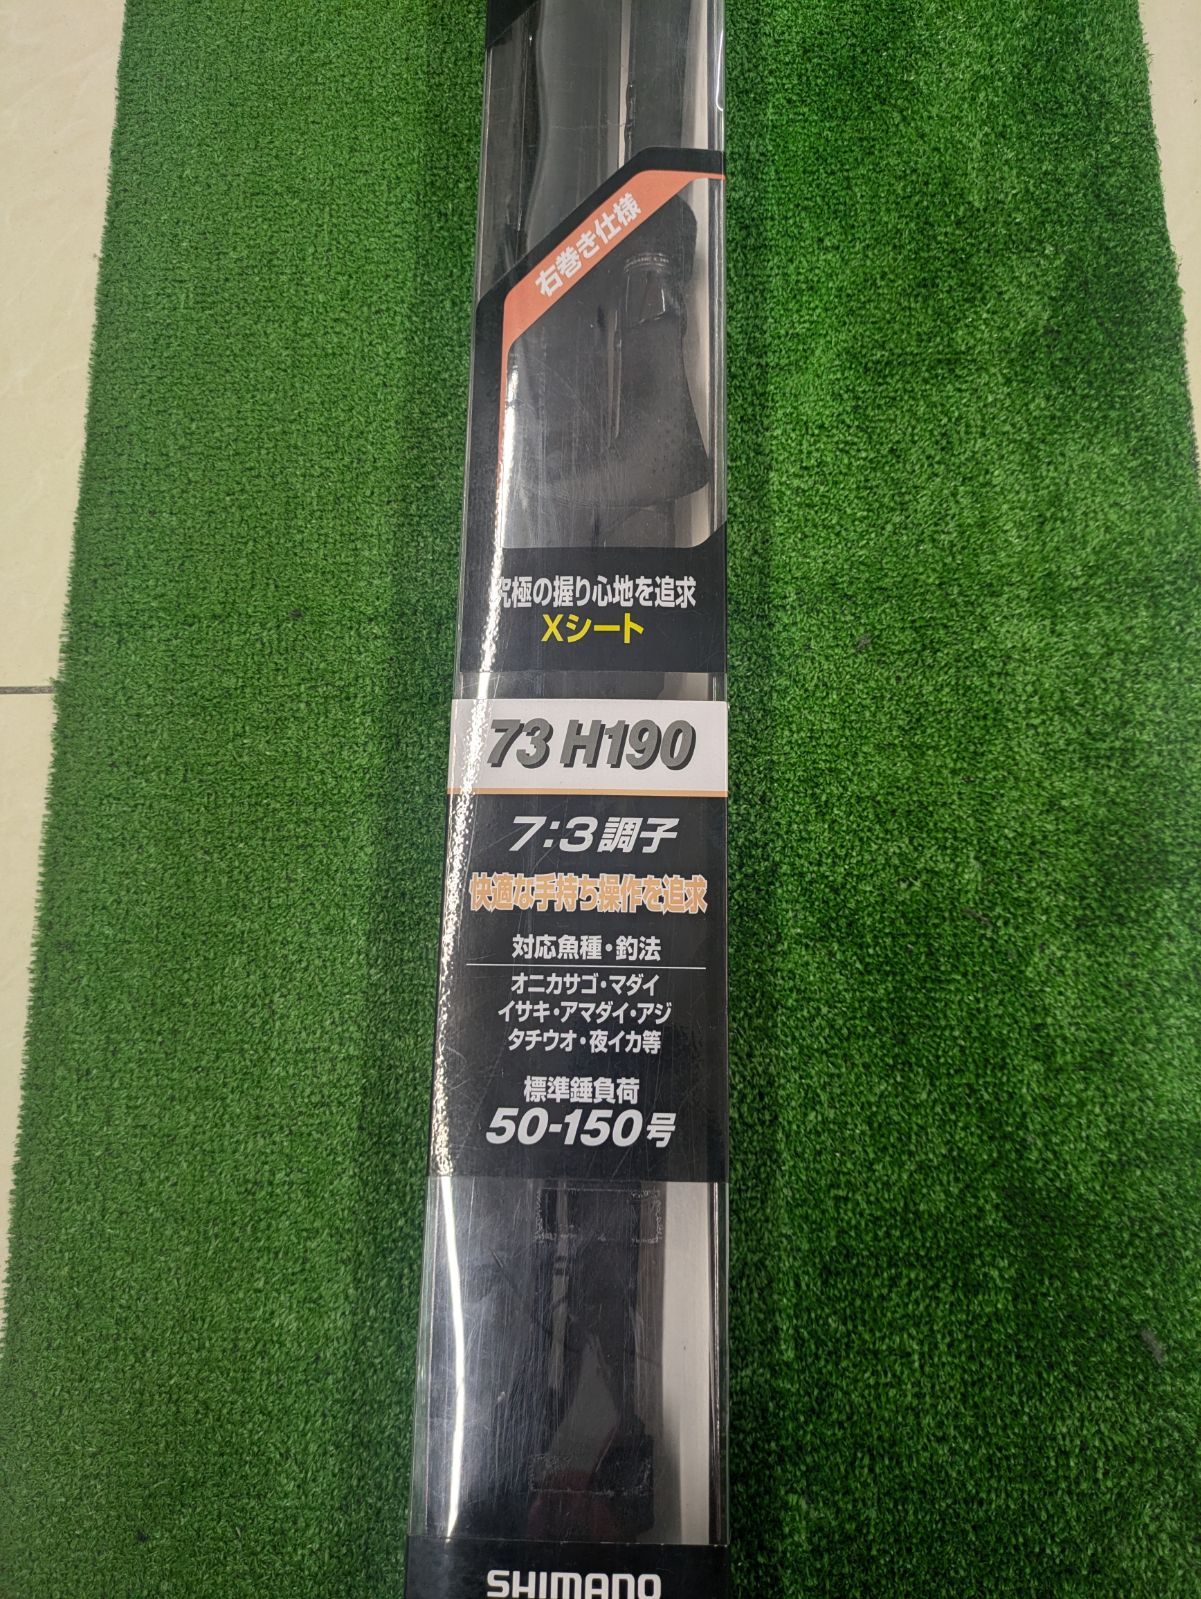 右巻き仕様
究極の握り心地を追求
Xシート
73 H190
7:3調子
快適な手持ち操作を追求
対応魚種・釣法
オニカサゴ・マダイ
イサキ・アマダイ・アジ
タチウオ・夜イカ等
標準錘負荷
50-150号
SHIMANO